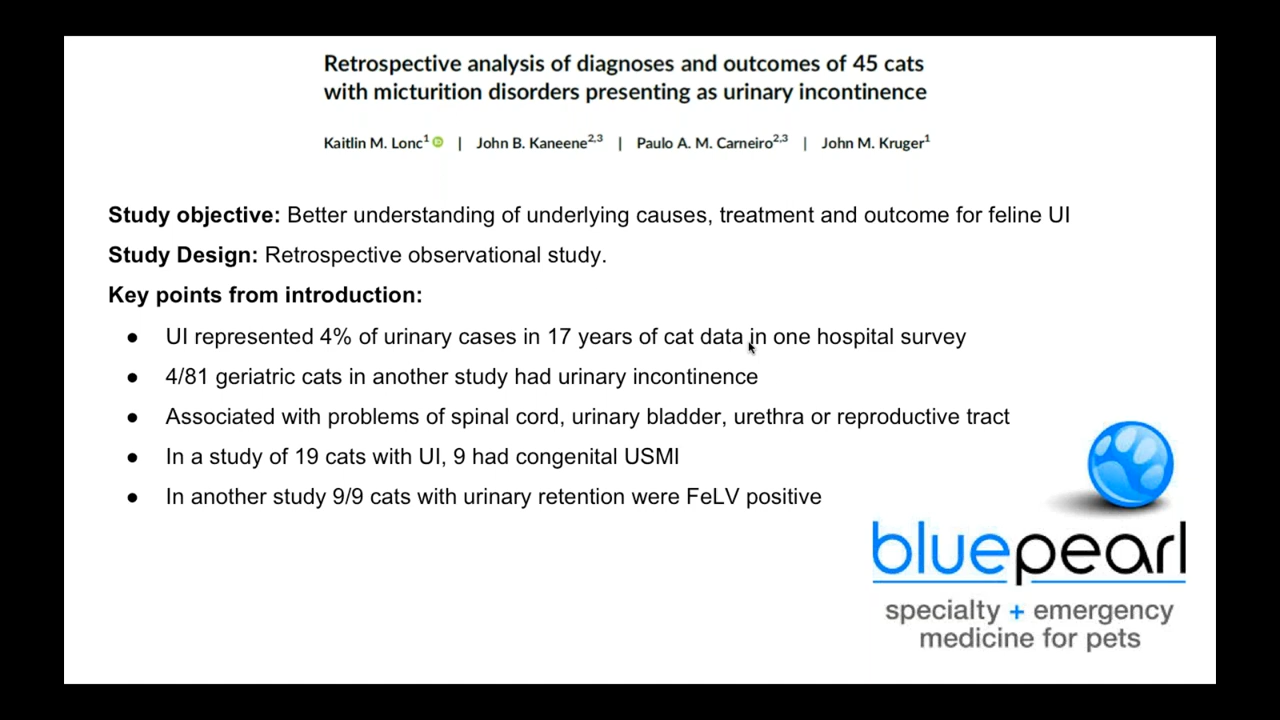 Retrospective analysis of diagnoses and outcomes of 45 cats
with micturition disorders presenting as urinary incontinence
Kaitlin M. Lonc¹ | John B. Kaneene²,³ | Paulo A. M. Carneiro²,³ | John M. Kruger¹
Study objective: Better understanding of underlying causes, treatment and outcome for feline UI
Study Design: Retrospective observational study.
Key points from introduction:
● UI represented 4% of urinary cases in 17 years of cat data in one hospital survey
● 4/81 geriatric cats in another study had urinary incontinence
● Associated with problems of spinal cord, urinary bladder, urethra or reproductive tract
● In a study of 19 cats with UI, 9 had congenital USMI
● In another study 9/9 cats with urinary retention were FeLV positive
bluepearl
specialty + emergency
medicine for pets